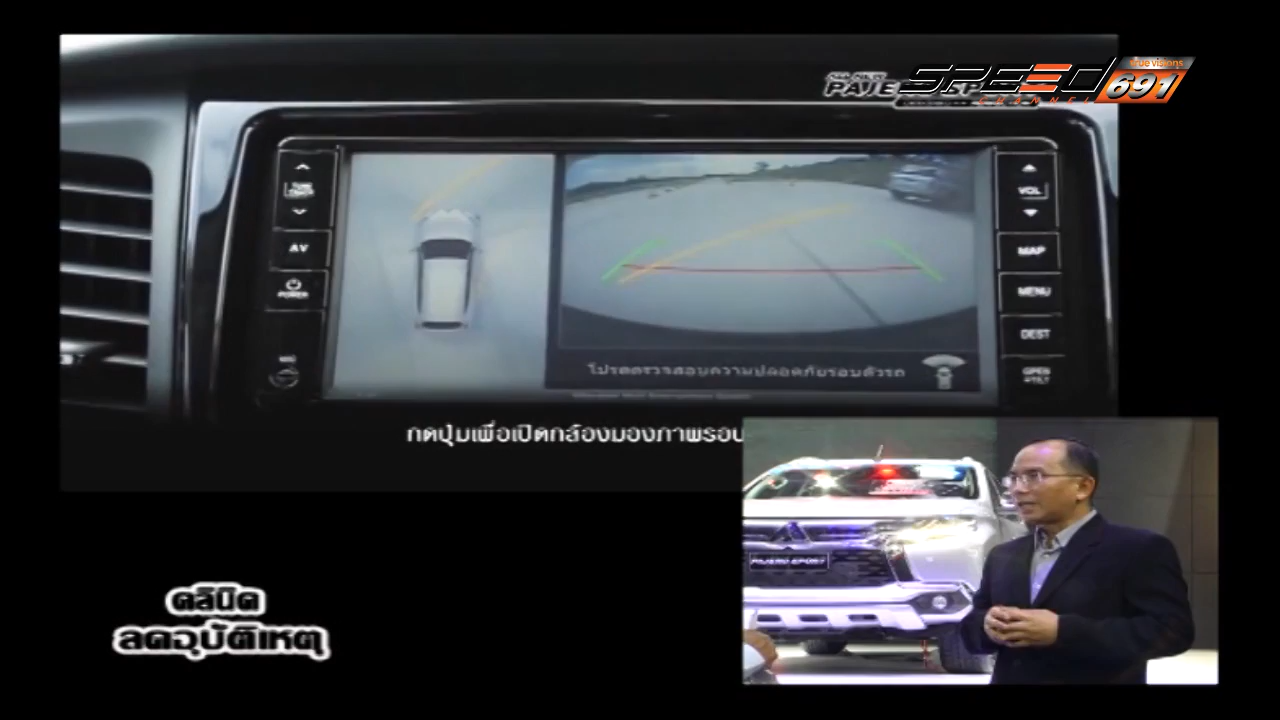 true visions
SPEED
CHANNEL
691
TUNE
VOL
AV
MAP
POWER
MENU
DEST
OPEN
โปรดตรวจสอบความปลอดภัยรอบตัวรถ
กดปุ่มเพื่อเปิดกล้องมองภาพรอบ
PAJERO SPORT
คลินิค
ลดอุบัติเหตุ